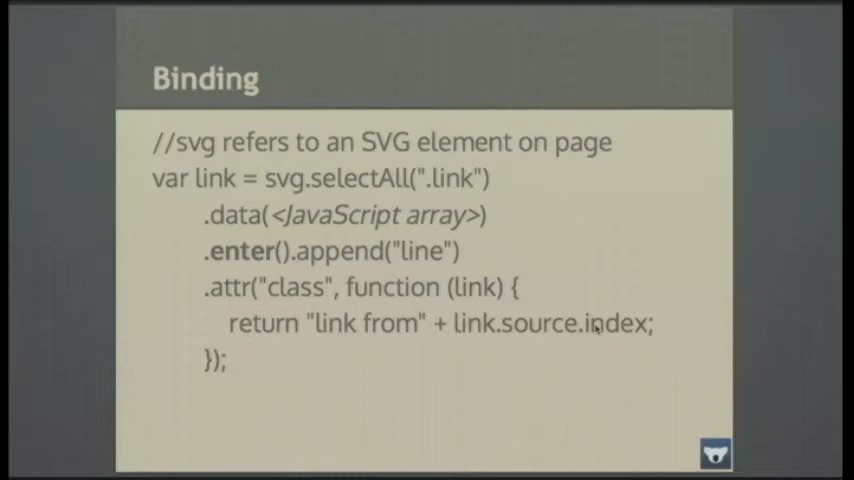 Binding
//svg refers to an SVG element on page
var link = svg.selectAll(".link")
.data(<JavaScript array>)
.enter().append("line")
.attr("class", function (link) {
return "link from" + link.source.index;
});